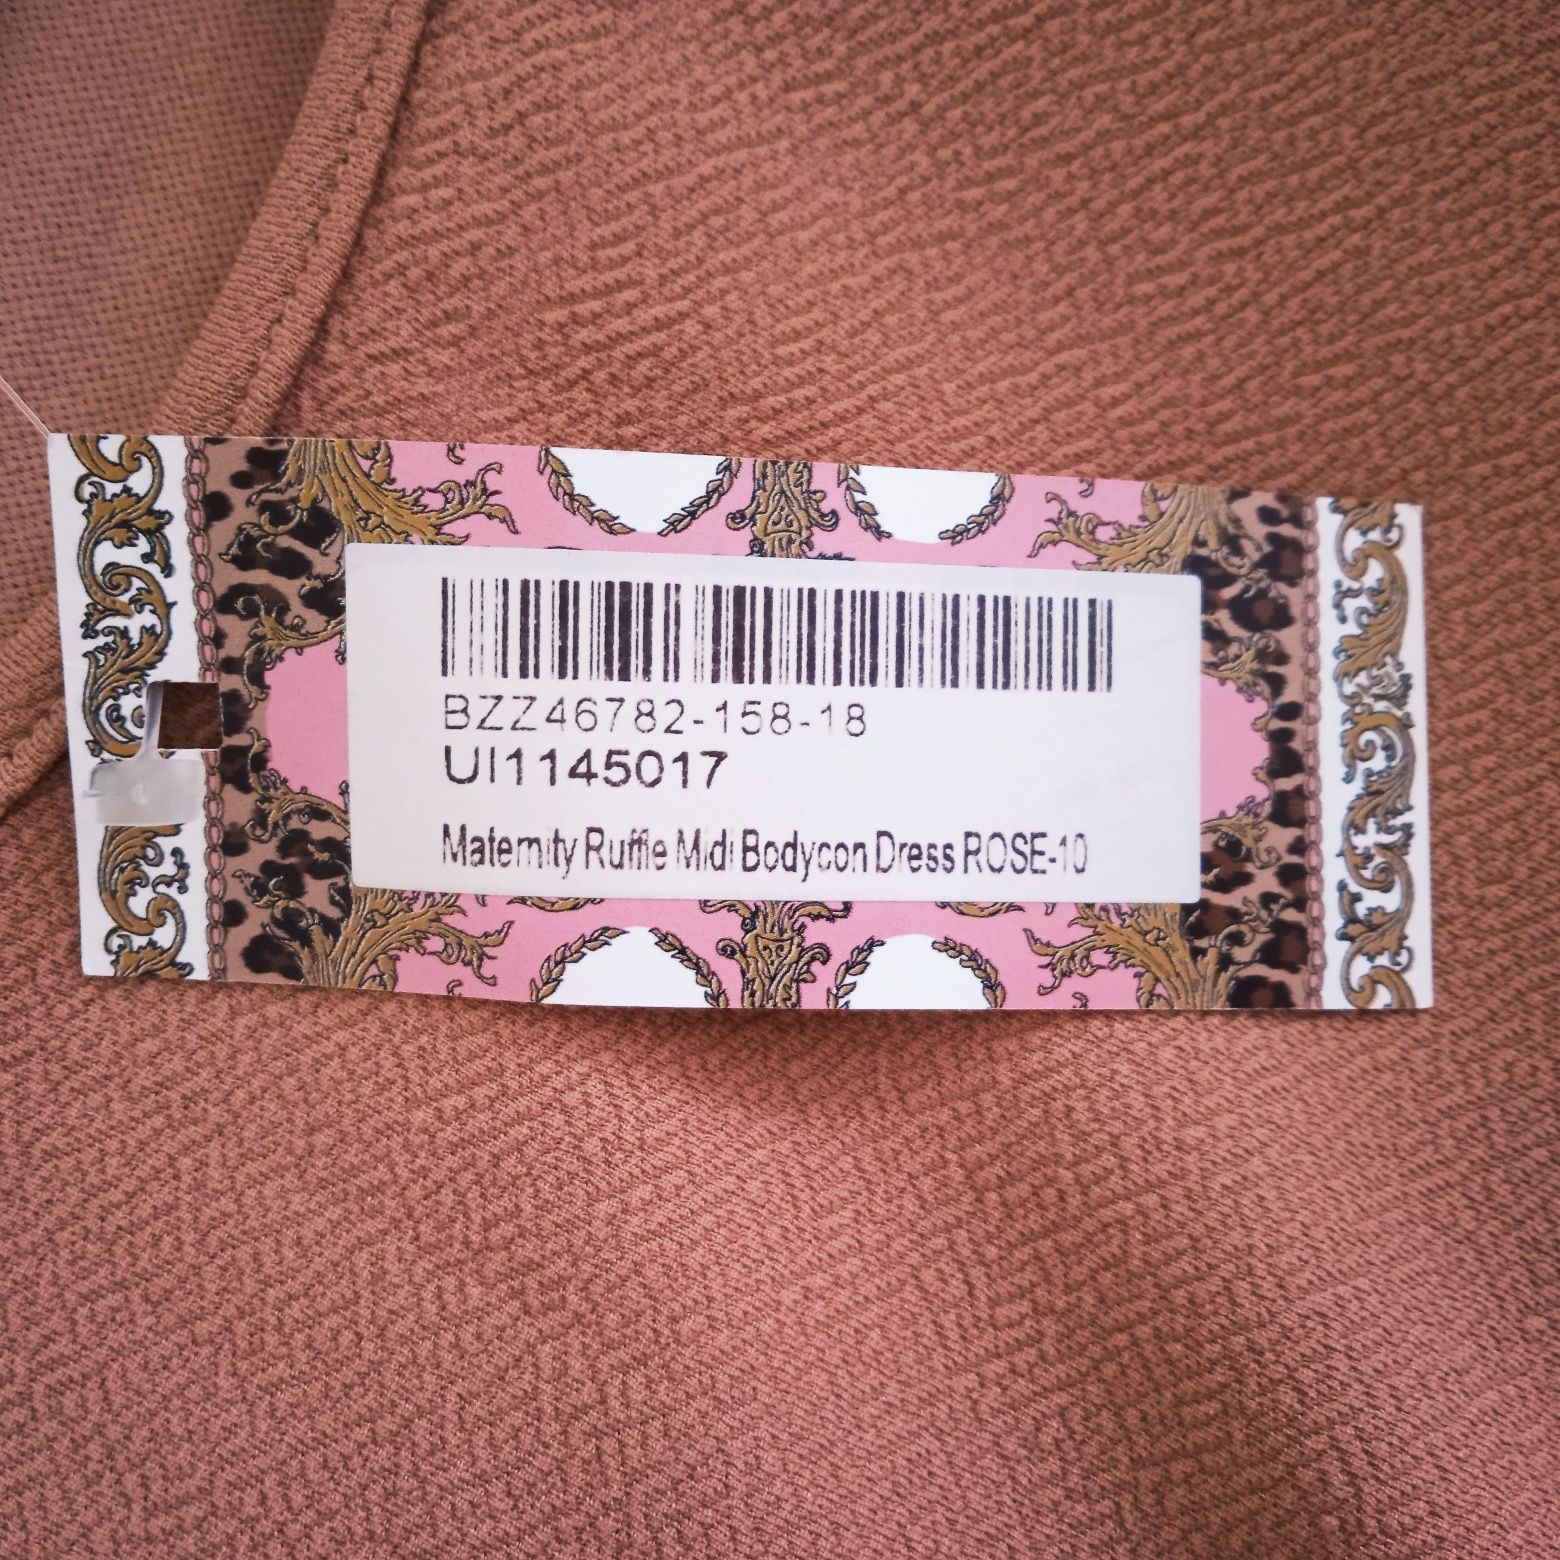 BZZ46782-158-18
UI1145017
Maternity Ruffle Midi Bodycon Dress ROSE-10